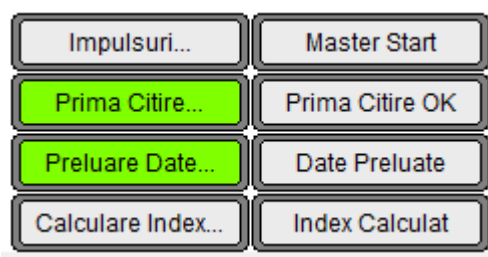 Impulsuri... Master Start
Prima Citire... Prima Citire OK
Preluare Date... Date Preluate
Calculare Index... Index Calculat